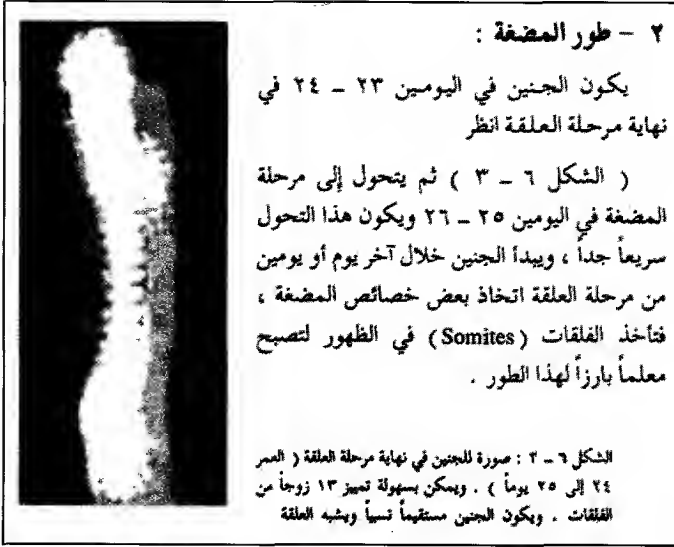 ٢ – طور المضغة :
يكون الجنين في اليومين ٢٣ – ٢٤ في
نهاية مرحلة العلقة انظر
( الشكل ٦ – ٣ ) ثم يتحول إلى مرحلة
المضغة في اليومين ٢٥ – ٢٦ ويكون هذا التحول
سريعاً جداً ، ويبدأ الجنين خلال آخر يوم أو يومين
من مرحلة العلقة اتخاذ بعض خصائص المضغة ،
فتأخذ الفلقات (Somites) في الظهور لتصبح
معلماً بارزاً لهذا الطور .
الشكل ٦ – ٣ : صورة للجنين في نهاية مرحلة العلقة ( العمر
٢٤ إلى ٢٥ يوماً ) . ويمكن بسهولة تمييز ١٣ زوجاً من
الفلقات . ويكون الجنين مستقيماً نسبياً ويشبه العلقة